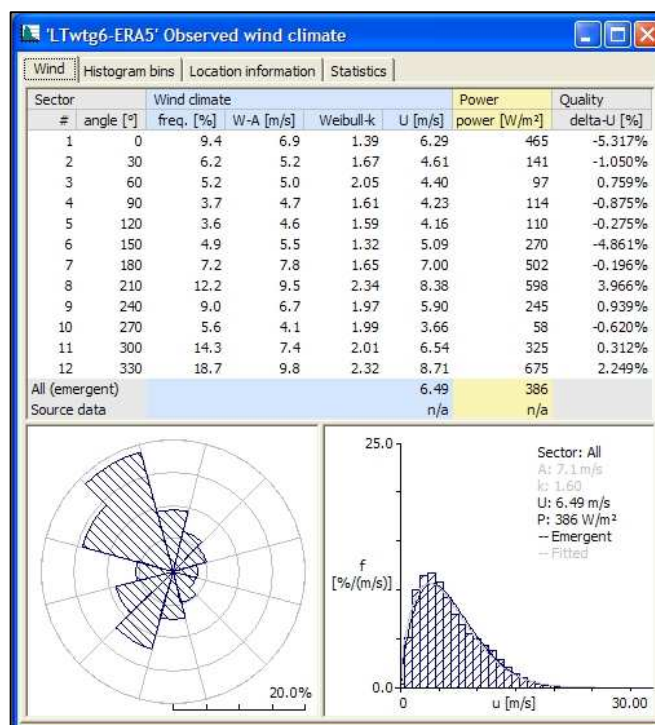 'LTwtg6-ERA5' Observed wind climate
Wind Histogram bins Location information Statistics
Sector Wind climate Power Quality
# angle [°] freq. [%] W-A [m/s] Weibull-k U [m/s] power [W/m²] delta-U [%]
1 0 9.4 6.9 1.39 6.29 465 -5.317%
2 30 6.2 5.2 1.67 4.61 141 -1.050%
3 60 5.2 5.0 2.05 4.40 97 0.759%
4 90 3.7 4.7 1.61 4.23 114 -0.875%
5 120 3.6 4.6 1.59 4.16 110 -0.275%
6 150 4.9 5.5 1.32 5.09 270 -4.861%
7 180 7.2 7.8 1.65 7.00 502 -0.196%
8 210 12.2 9.5 2.34 8.38 598 3.966%
9 240 9.0 6.7 1.97 5.90 245 0.939%
10 270 5.6 4.1 1.99 3.66 58 -0.620%
11 300 14.3 7.4 2.01 6.54 325 0.312%
12 330 18.7 9.8 2.32 8.71 675 2.249%
All (emergent) 6.49 386
Source data n/a n/a
20.0%
25.0
Sector: All
A: 7.1 m/s
k: 1.60
U: 6.49 m/s
P: 386 W/m²
-- Emergent
-- Fitted
f
[%/(m/s)]
0.0
0 u [m/s] 30.00